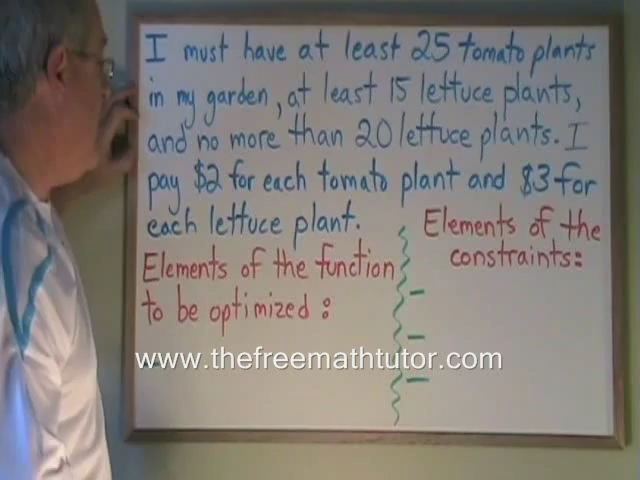 I must have at least 25 tomato plants
in my garden, at least 15 lettuce plants,
and no more than 20 lettuce plants. I
pay $2 for each tomato plant and $3 for
each lettuce plant.
Elements of the function
to be optimized:
Elements of the
constraints:
www.thefreemathtutor.com